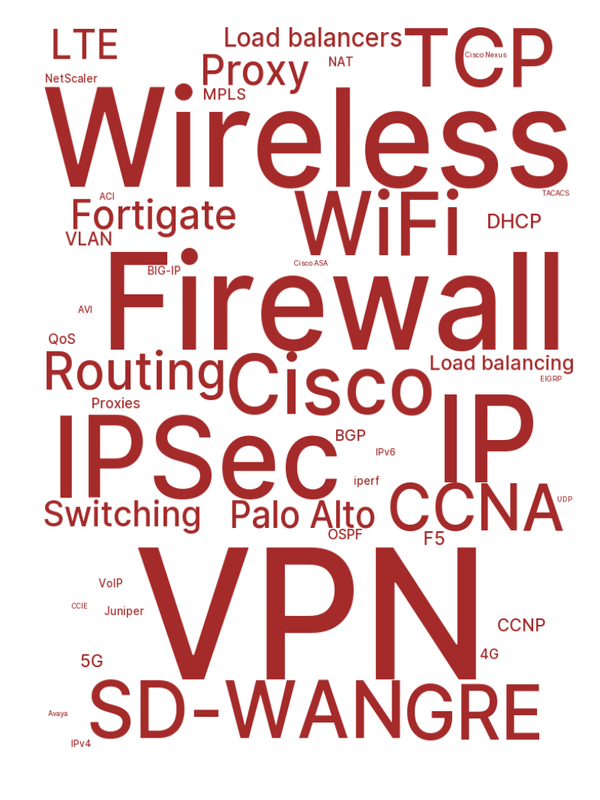 LTE
Load balancers
TCP
Cisco Nexus
Proxy
NAT
NetScaler
MPLS
Wireless
ACI
TACACS
Fortigate
WiFi
DHCP
VLAN
Firewall
Cisco ASA
BIG-IP
AVI
QoS
Routing
Cisco
Load balancing
EIGRP
Proxies
IPSec
IP
BGP
IPv6
iperf
Switching
Palo Alto
CCNA
UDP
OSPF
F5
VPN
VoIP
CCIE
Juniper
CCNP
4G
5G
SD-WAN
GRE
Avaya
IPv4